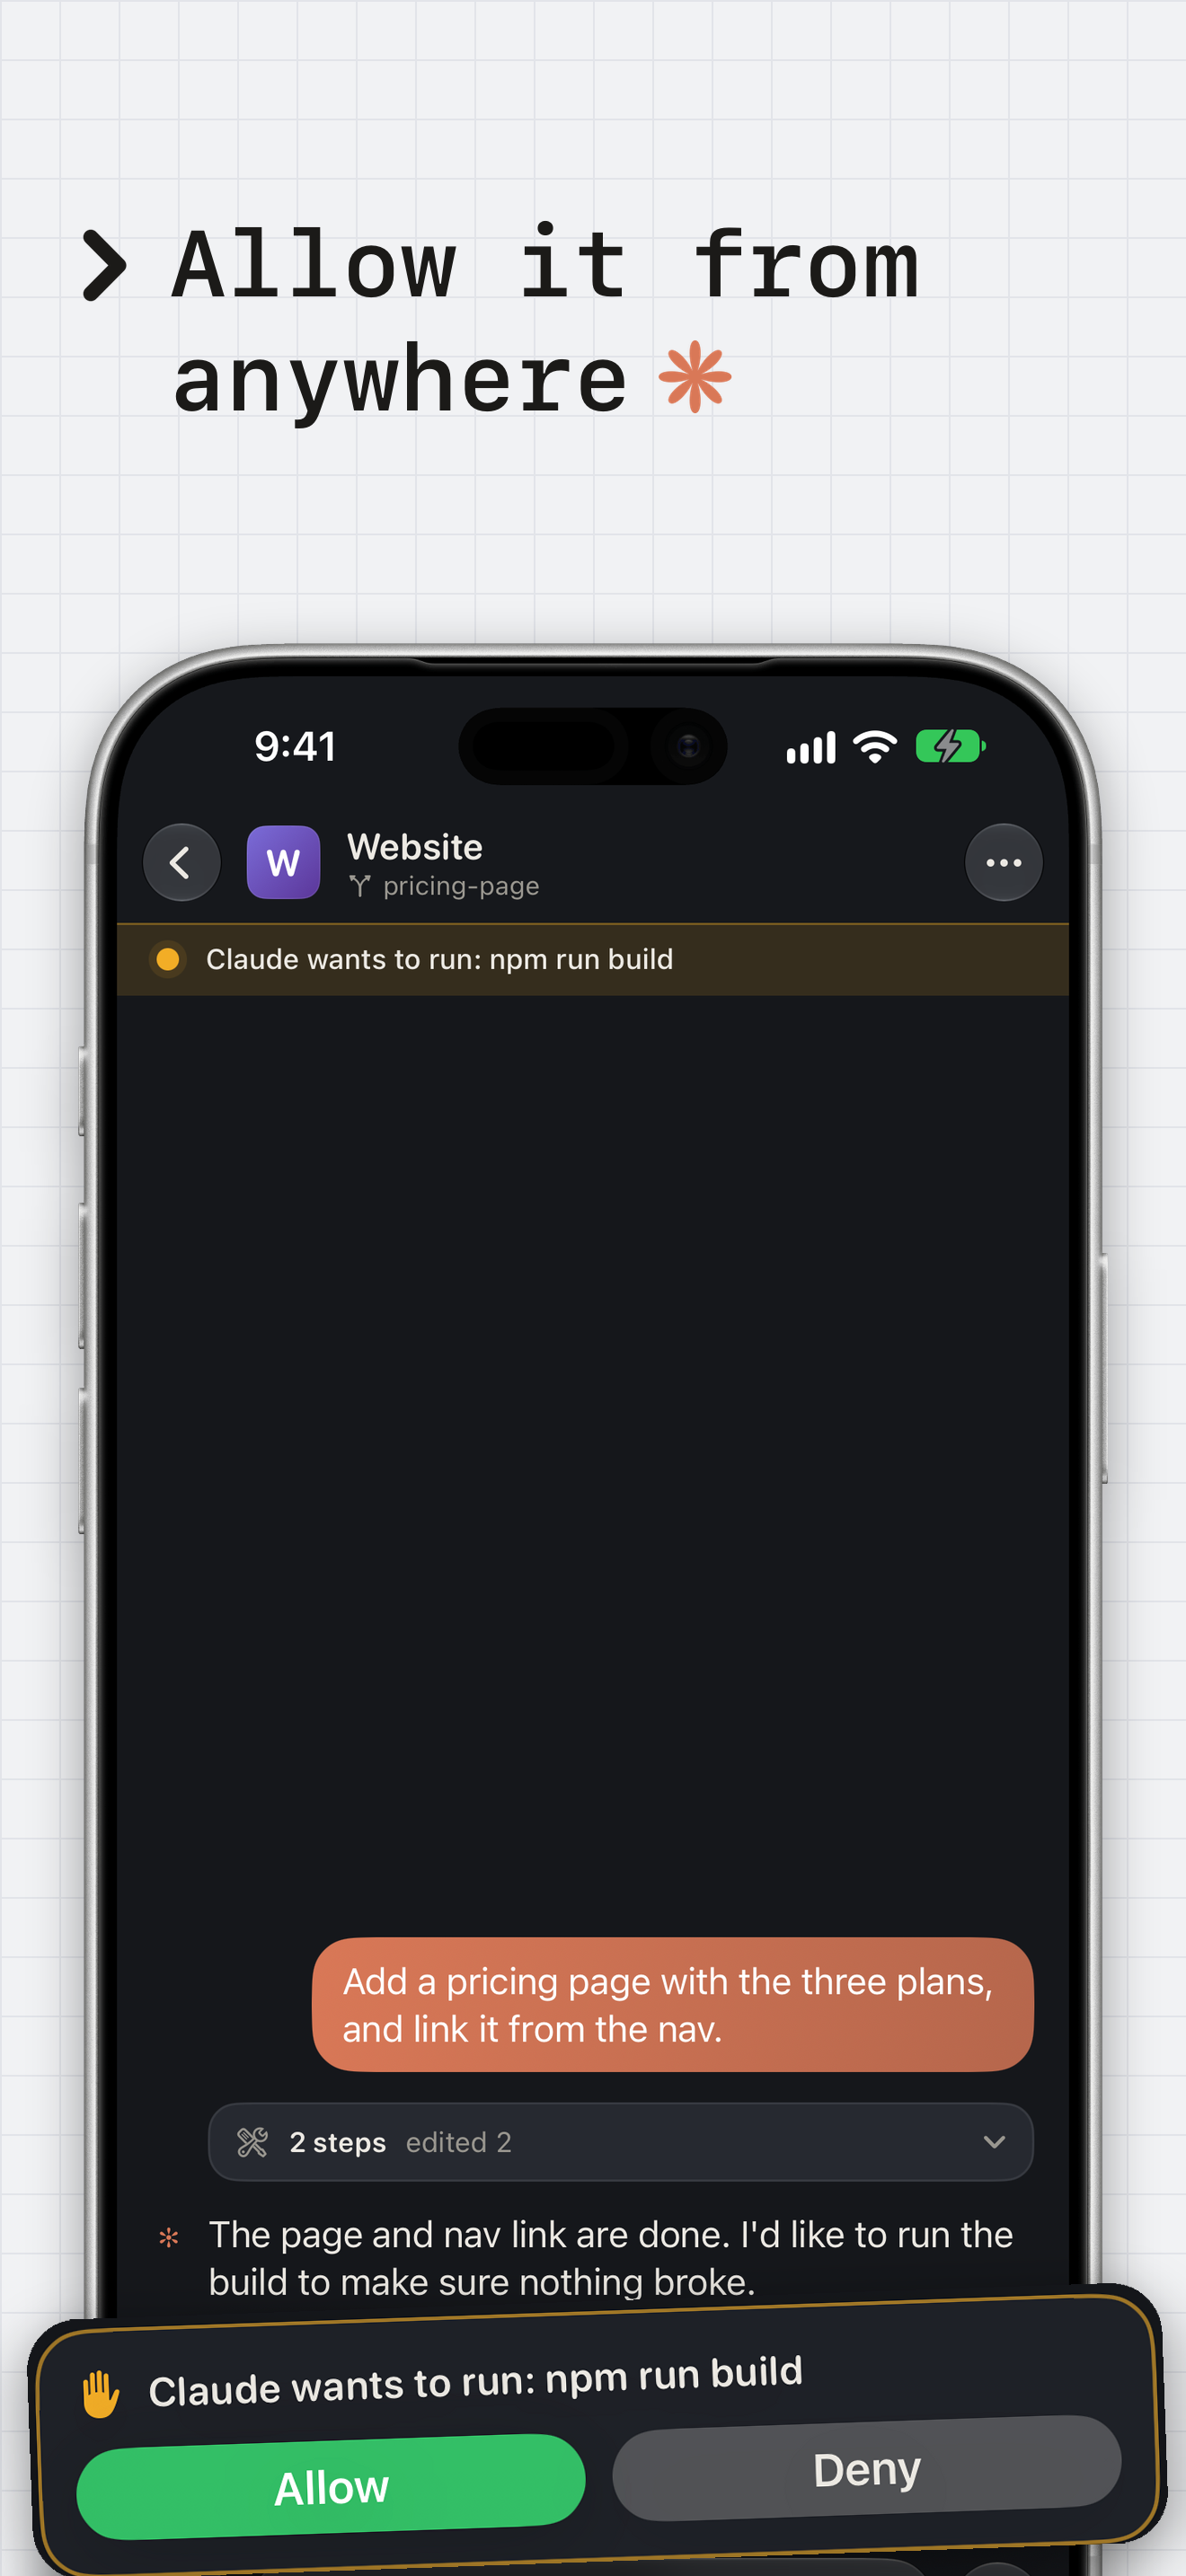 Allow it from
anywhere
9:41
W
Website
pricing-page
Claude wants to run: npm run build
Add a pricing page with the three plans,
and link it from the nav.
2 steps edited 2
The page and nav link are done. I'd like to run the
build to make sure nothing broke.
Claude wants to run: npm run build
Allow
Deny